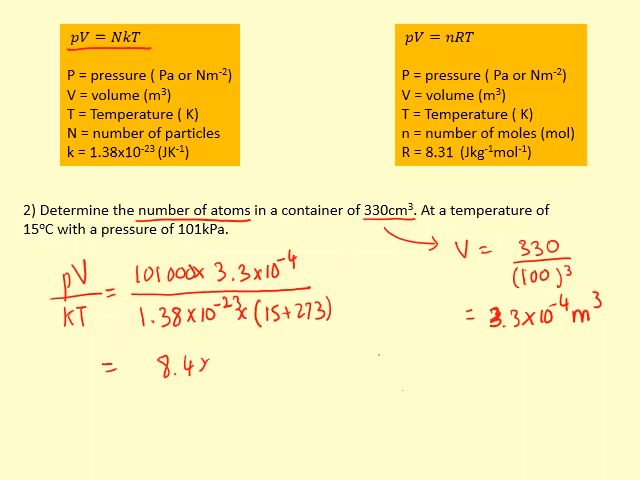 pV = NkT
P = pressure ( Pa or Nm⁻²)
V = volume (m³)
T = Temperature ( K)
N = number of particles
k = 1.38x10⁻²³ (JK⁻¹)
pV = nRT
P = pressure ( Pa or Nm⁻²)
V = volume (m³)
T = Temperature ( K)
n = number of moles (mol)
R = 8.31 (Jkg⁻¹mol⁻¹)
2) Determine the number of atoms in a container of 330cm³. At a temperature of
15°C with a pressure of 101kPa.
V = 330
(100)³
= 3.3x10⁻⁴ m³
pV = 101000x 3.3x10⁻⁴
KT 1.38x10⁻²³x (15+273)
= 8.4x